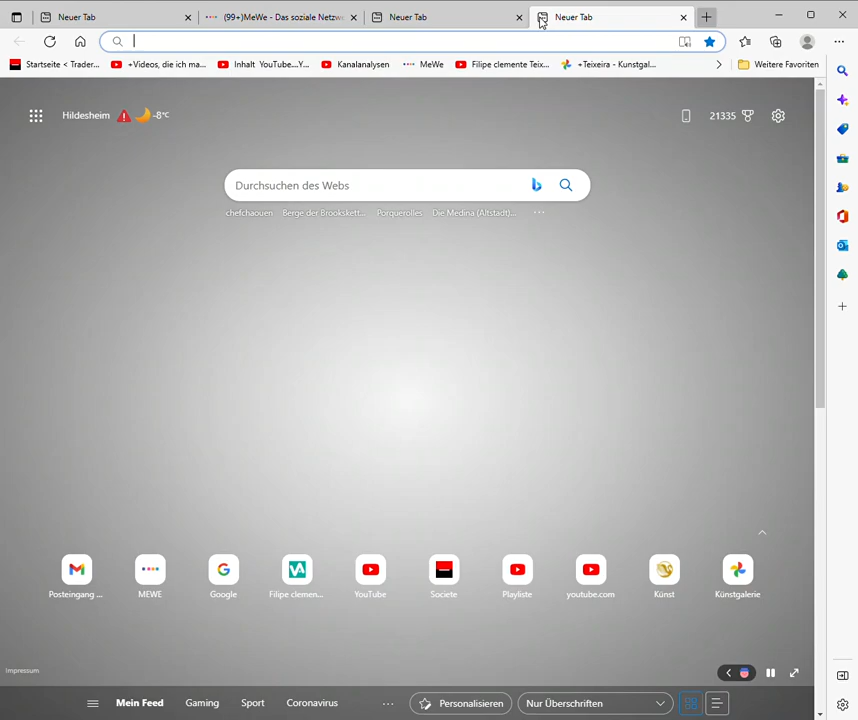 Neuer Tab
(99+)MeWe - Das soziale Netzwe
Neuer Tab
Neuer Tab
Startseite < Trader...
+Videos, die ich ma...
Inhalt YouTube....Y...
Kanalanalysen
MeWe
Filipe clemente Teix...
+Teixeira - Kunstgal...
Weitere Favoriten
Hildesheim
-8°C
21335
Durchsuchen des Webs
chefchaouen
Berge der Brookskett...
Porquerolles
Die Medina (Altstadt)...
Posteingang ...
MEWE
Google
Filipe clemen...
YouTube
Societe
Playliste
youtube.com
Künst
Künstgalerie
Impressum
Mein Feed
Gaming
Sport
Coronavirus
Personalisieren
Nur Überschriften